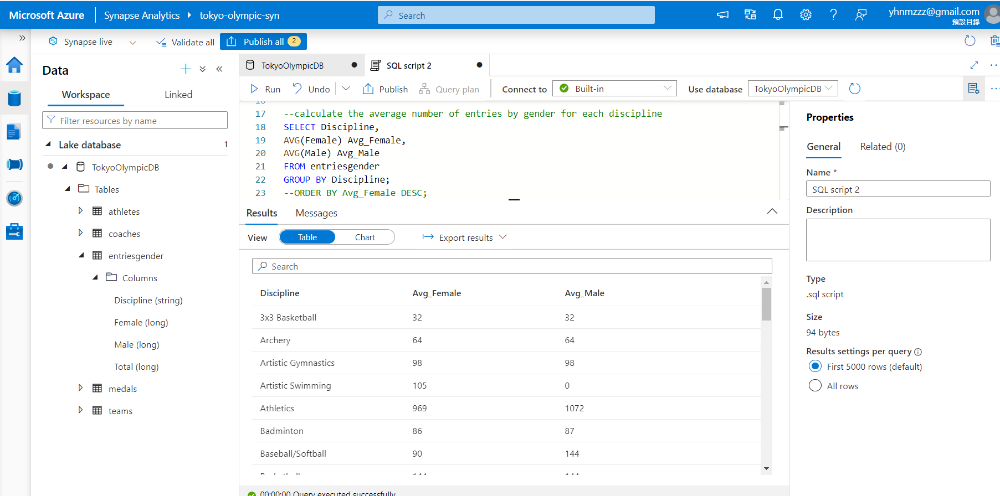 Microsoft Azure
Synapse Analytics
tokyo-olympic-syn
Search
yhnmzzz@gmail.com
預設目錄
Synapse live
Validate all
Publish all 2
Data
Workspace
Linked
Filter resources by name
Lake database 1
TokyoOlympicDB
Tables
athletes
coaches
entriesgender
Columns
Discipline (string)
Female (long)
Male (long)
Total (long)
medals
teams
TokyoOlympicDB
SQL script 2
Run
Undo
Publish
Query plan
Connect to
Built-in
Use database
TokyoOlympicDB
17 --calculate the average number of entries by gender for each discipline
18 SELECT Discipline,
19 AVG(Female) Avg_Female,
20 AVG(Male) Avg_Male
21 FROM entriesgender
22 GROUP BY Discipline;
23 --ORDER BY Avg_Female DESC;
Results
Messages
View
Table
Chart
Export results
Search
Discipline Avg_Female Avg_Male
3x3 Basketball 32 32
Archery 64 64
Artistic Gymnastics 98 98
Artistic Swimming 105 0
Athletics 969 1072
Badminton 86 87
Baseball/Softball 90 144
00:00:00 Query executed successfully
Properties
General
Related (0)
Name *
SQL script 2
Description
Type
.sql script
Size
94 bytes
Results settings per query
First 5000 rows (default)
All rows